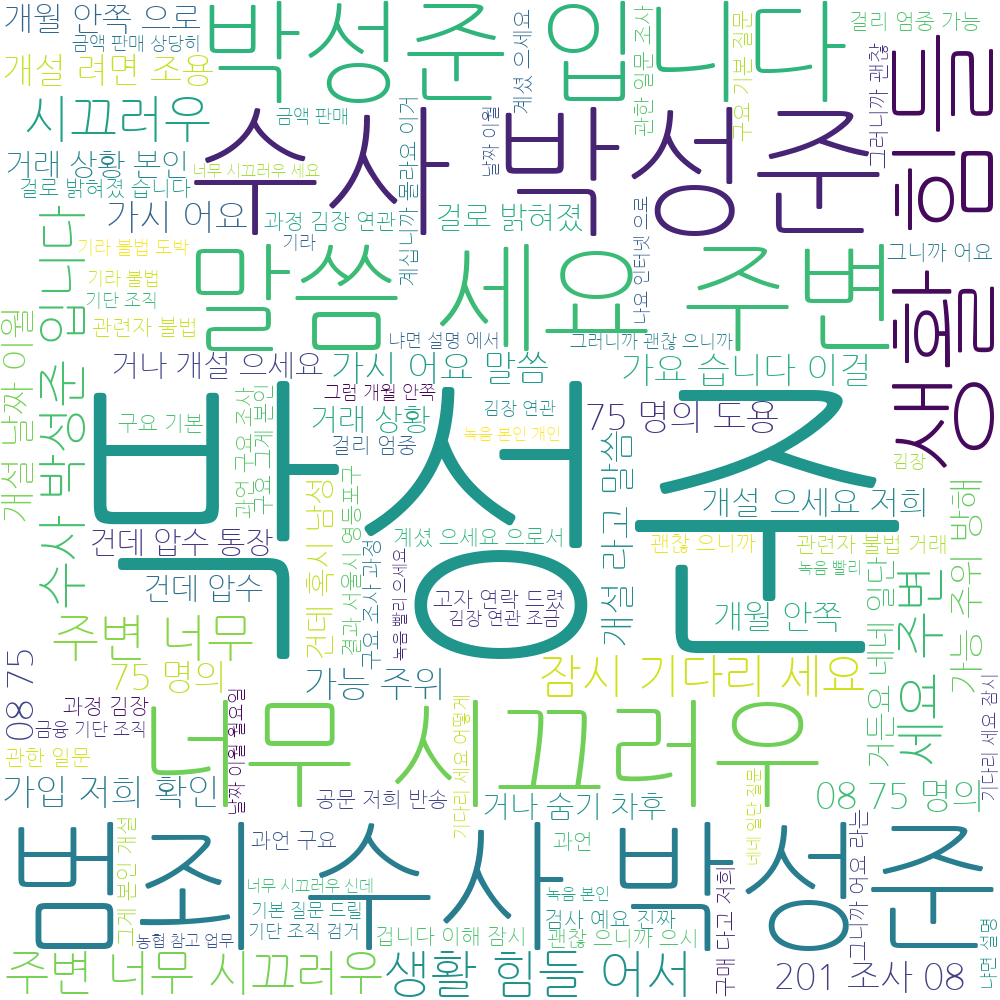 개월 안쪽 으로
금액 판매 상당히
박성준 입니다
걸리 엄중 가능
개설 려면 조용
계셨 으세요
관한 일문 조사
구요 기본 질문
그러니까 괜찮
힘들
시끄러우
금액 판매
날짜 이월
수사 박성준
거래 상황 본인
너무 시끄러우 세요
몰라요 이거
걸로 밝혀졌 습니다
가시 어요
과정 김장 연관
걸로 밝혀졌
계십니까
기라 불법 도박
기라
말씀 세요 주변
나요 인터넷 으로
그니까 어요
기라 불법
기단 조직
관련자 불법
냐면 설명 에서
그러니까 괜찮 으니까
생활
개설 날짜 이월
수사 박성준 입니다
거나 개설 으세요
가시 어요 말씀
가요 습니다 이걸
그럼 개월 안쪽
구요 기본
과언 구요 조사
구요 그게 본인
거래 상황
김장 연관
75 명의 도용
걸리 엄중
녹음 본인 개인
김장
박성준
개설 라고 말씀
개설 으세요 저희
건데 혹시 남성
결과 서울시 영등포구
건데 압수 통장
계셨 으세요 으로서
괜찮 으니까
관련자 불법 거래
구요 조사 과정
녹음 빨리 으세요
녹음 빨리
건데 압수
고자 연락 드렸
김장 연관 조금
개월 안쪽
주변 너무
세요 주변
거든요 네네 일단
가능 주위 방해
75 명의
가능 주위
잠시 기다리 세요
08 75
과정 김장
금융 기단 조직
날짜 이월 월요일
너무 시끄러우
기다리 세요 어떻게
기다리 세요 잠시
관한 일문
가입 저희 확인
공문 저희 반송
거나 숨기 차후
08 75 명의
범죄 수사 박성준
그게 본인 개설
과언 구요
과언
네네 일단 질문
그니까 어요 라는
너무 시끄러우 신데
녹음 본인
기본 질문 드릴
검사 예요 진짜
구매 한다고 저희
농협 참고 업무
기단 조직 검거
겁니다 이해 잠시
괜찮 으니까 으시
냐면 설명
주변 너무 시끄러우
생활 힘들 어서
201 조사 08